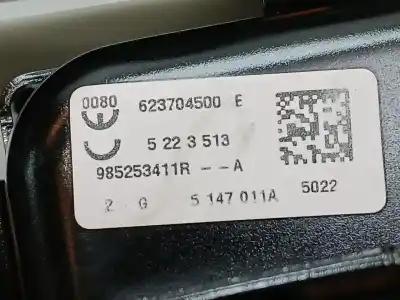 0080 623704500 E
5 22 3 513
985253411R - - A
2 G 5 147 011A 5022